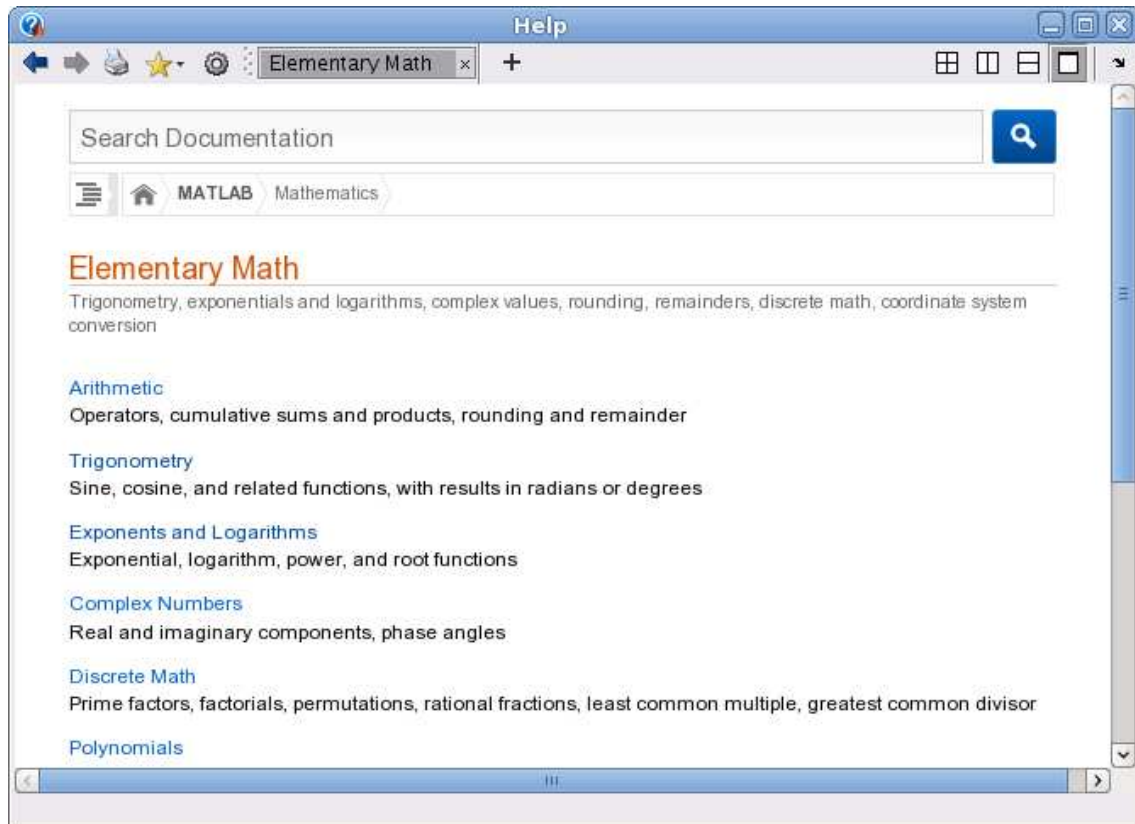 Help
Elementary Math
Search Documentation
MATLAB Mathematics
Elementary Math
Trigonometry, exponentials and logarithms, complex values, rounding, remainders, discrete math, coordinate system
conversion
Arithmetic
Operators, cumulative sums and products, rounding and remainder
Trigonometry
Sine, cosine, and related functions, with results in radians or degrees
Exponents and Logarithms
Exponential, logarithm, power, and root functions
Complex Numbers
Real and imaginary components, phase angles
Discrete Math
Prime factors, factorials, permutations, rational fractions, least common multiple, greatest common divisor
Polynomials